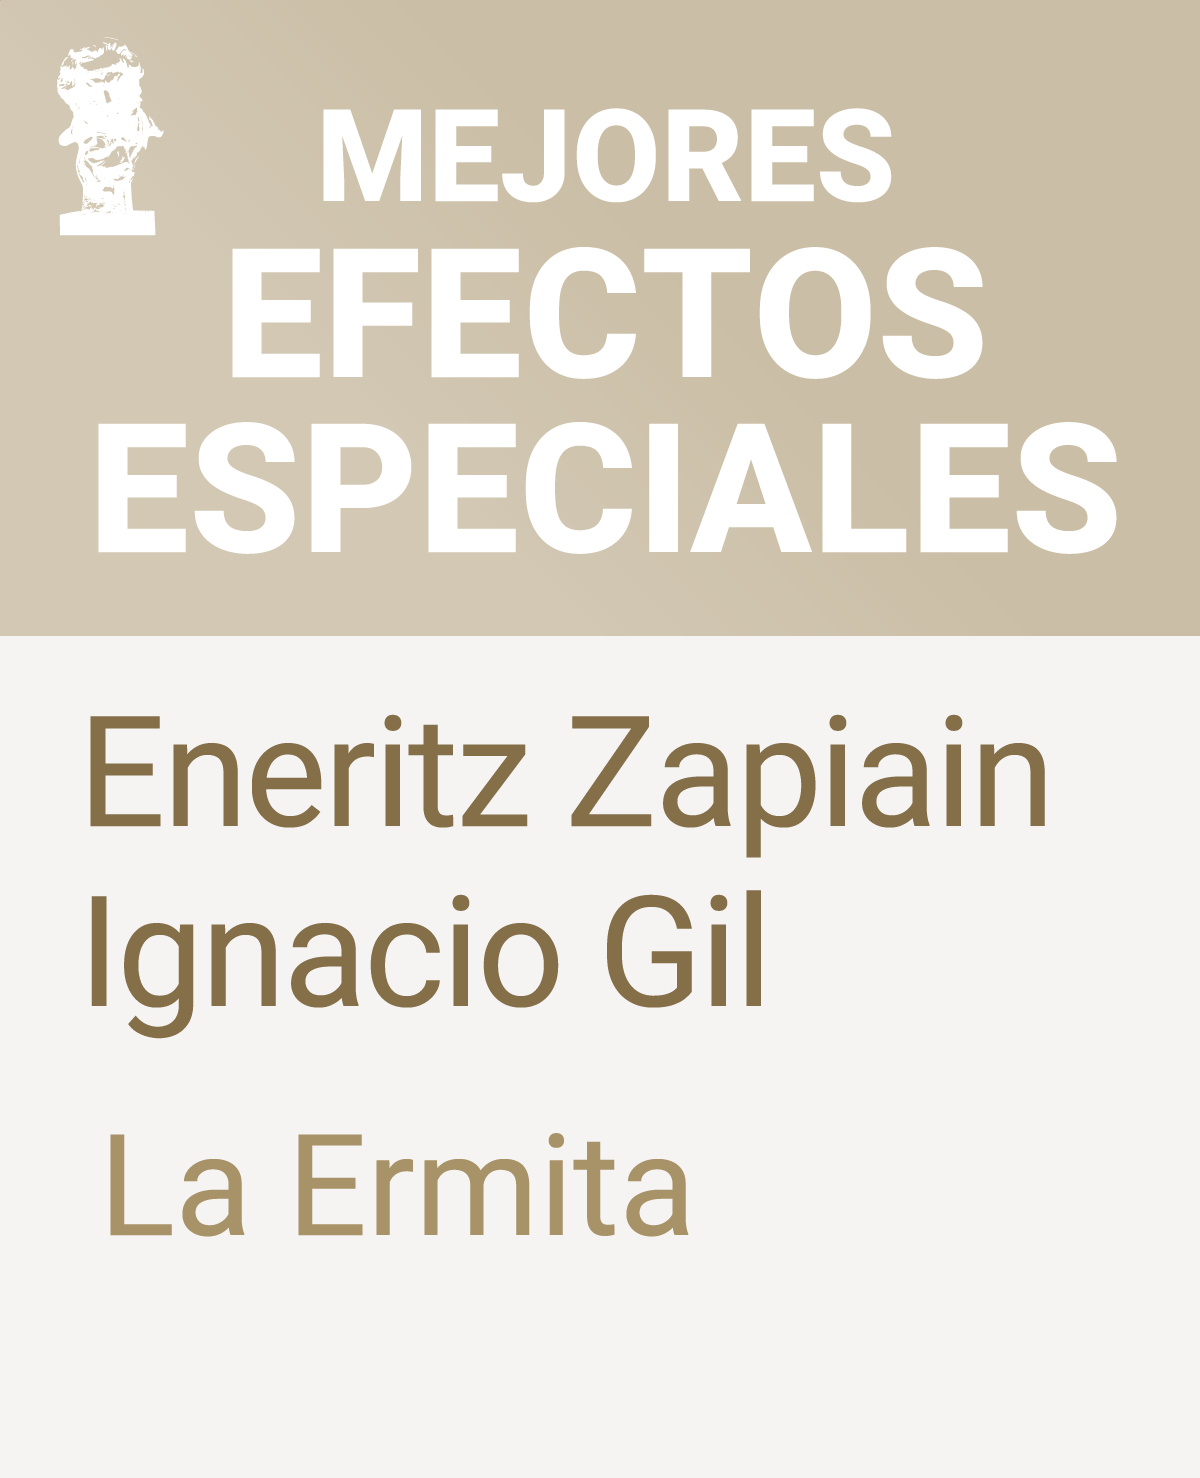 MEJORES
EFECTOS
ESPECIALES
Eneritz Zapiain
Ignacio Gil
La Ermita